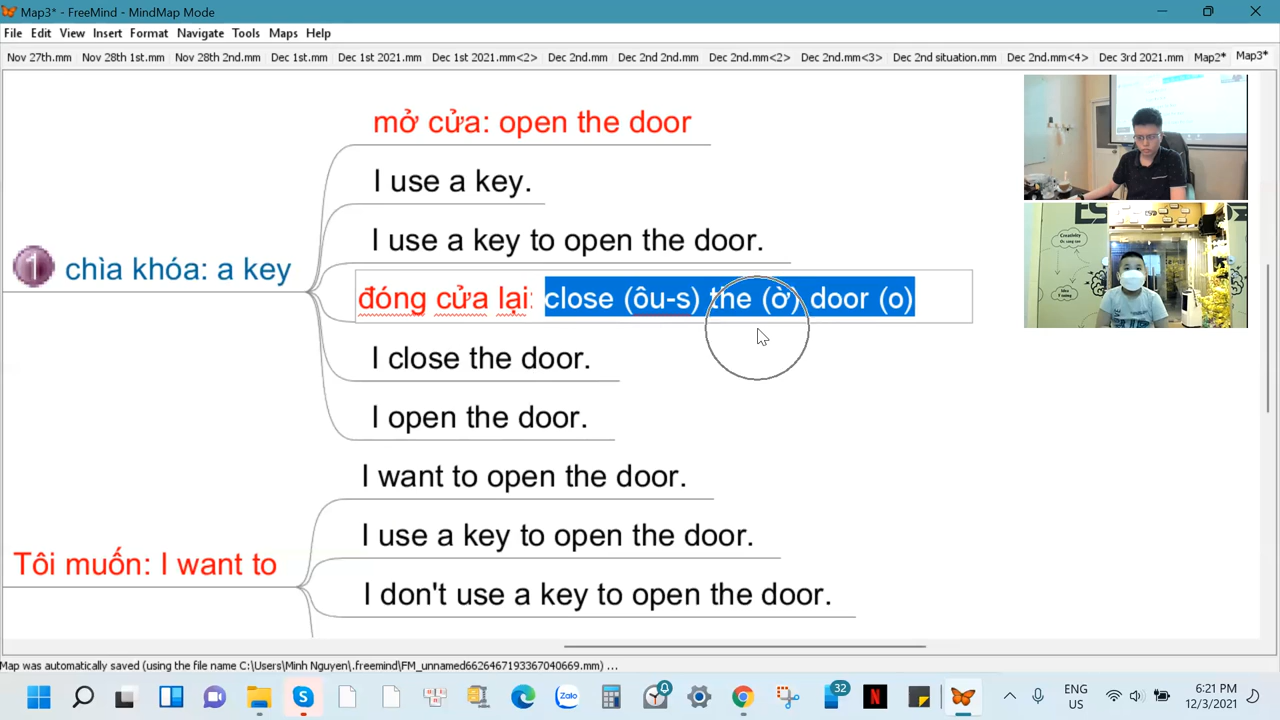 Map3* - FreeMind - MindMap Mode
File Edit View Insert Format Navigate Tools Maps Help
Nov 27th.mm Nov 28th 1st.mm Nov 28th 2nd.mm Dec 1st.mm Dec 1st 2021.mm Dec 1st 2021.mm<2> Dec 2nd.mm Dec 2nd 2nd.mm Dec 2nd.mm<2> Dec 2nd.mm<3> Dec 2nd situation.mm Dec 2nd.mm<4> Dec 3rd 2021.mm Map2* Map3*
mở cửa: open the door
I use a key.
I use a key to open the door.
1 chìa khóa: a key
đóng cửa lại: close (ôu-s) the (ờ) door (o)
I close the door.
I open the door.
I want to open the door.
I use a key to open the door.
Tôi muốn: I want to
I don't use a key to open the door.
Creativity
Idea
Ý tưởng
Map was automatically saved (using the file name C:\Users\Minh Nguyen\.freemind\FM_unnamed6626467193367040669.mm) ...
Zalo
32
ENG
US
6:21 PM
12/3/2021